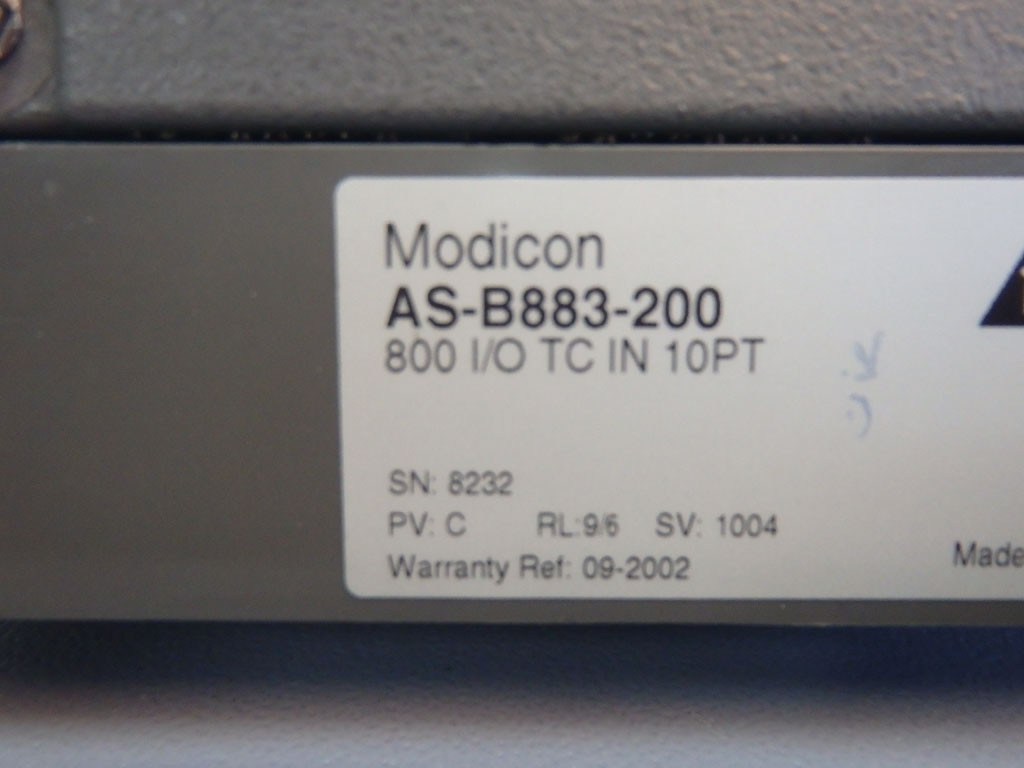 Modicon
AS-B883-200
800 I/O TC IN 10PT
SN: 8232
PV: C RL:9/6 SV: 1004
Warranty Ref: 09-2002
Made